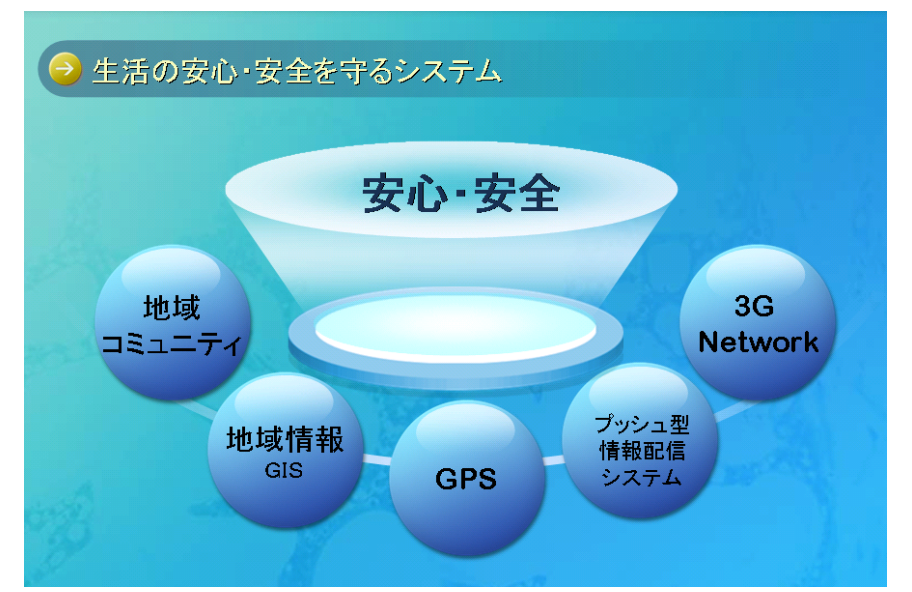 生活の安心・安全を守るシステム
安心・安全
地域
コミュニティ
地域情報
GIS
GPS
プッシュ型
情報配信
システム
3G
Network